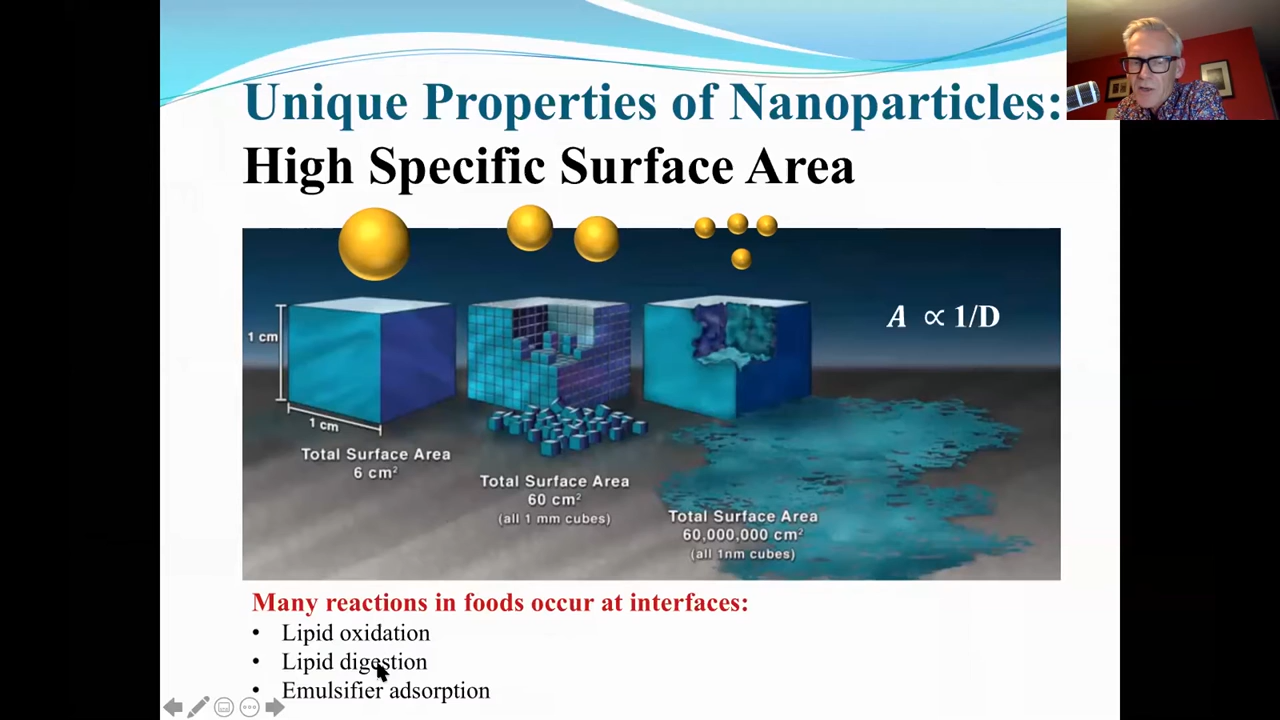 Unique Properties of Nanoparticles:
High Specific Surface Area
A ∝ 1/D
1 cm
1 cm
Total Surface Area
6 cm²
Total Surface Area
60 cm²
(all 1 mm cubes)
Total Surface Area
60,000,000 cm²
(all 1nm cubes)
Many reactions in foods occur at interfaces:
• Lipid oxidation
• Lipid digestion
• Emulsifier adsorption